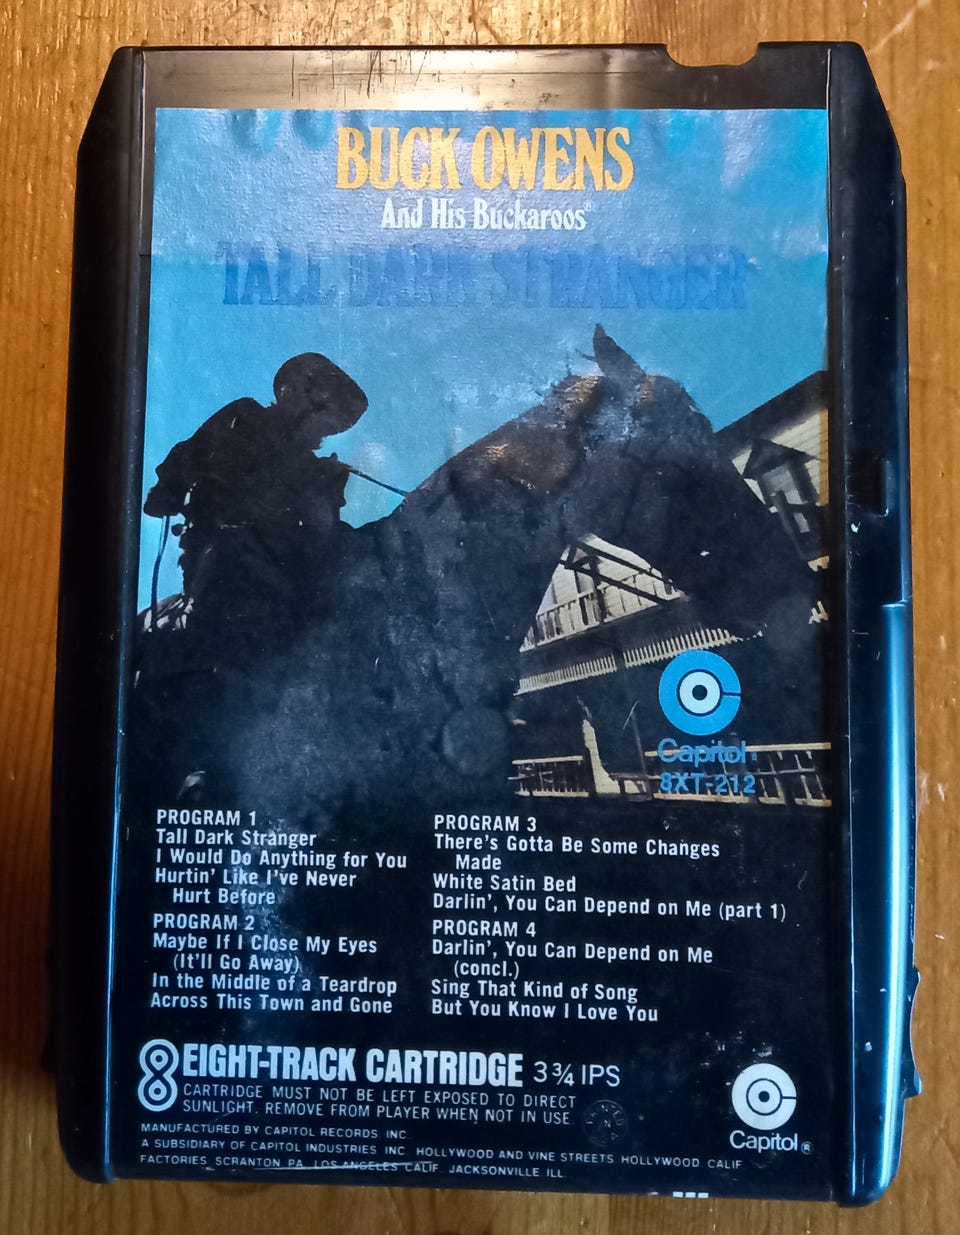 BUCK OWENS
And His Buckaroos®
TALL DARK STRANGER
Capitol®
8XT-212
PROGRAM 1
Tall Dark Stranger
I Would Do Anything for You
Hurtin' Like I've Never
Hurt Before
PROGRAM 2
Maybe If I Close My Eyes
(It'll Go Away)
In the Middle of a Teardrop
Across This Town and Gone
PROGRAM 3
There's Gotta Be Some Changes
Made
White Satin Bed
Darlin', You Can Depend on Me (part 1)
PROGRAM 4
Darlin', You Can Depend on Me
(concl.)
Sing That Kind of Song
But You Know I Love You
8 EIGHT-TRACK CARTRIDGE 3 ¾ IPS
CARTRIDGE MUST NOT BE LEFT EXPOSED TO DIRECT
SUNLIGHT. REMOVE FROM PLAYER WHEN NOT IN USE.
MANUFACTURED BY CAPITOL RECORDS, INC.
A SUBSIDIARY OF CAPITOL INDUSTRIES INC. HOLLYWOOD AND VINE STREETS, HOLLYWOOD, CALIF.
FACTORIES, SCRANTON PA. LOS ANGELES CALIF. JACKSONVILLE ILL.
Capitol®